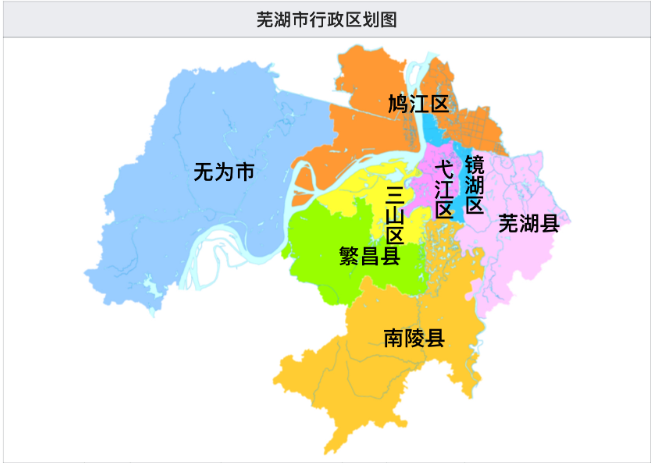 芜湖市行政区划图
鸠江区
无为市
镜湖区
弋江区
三山区
芜湖县
繁昌县
南陵县